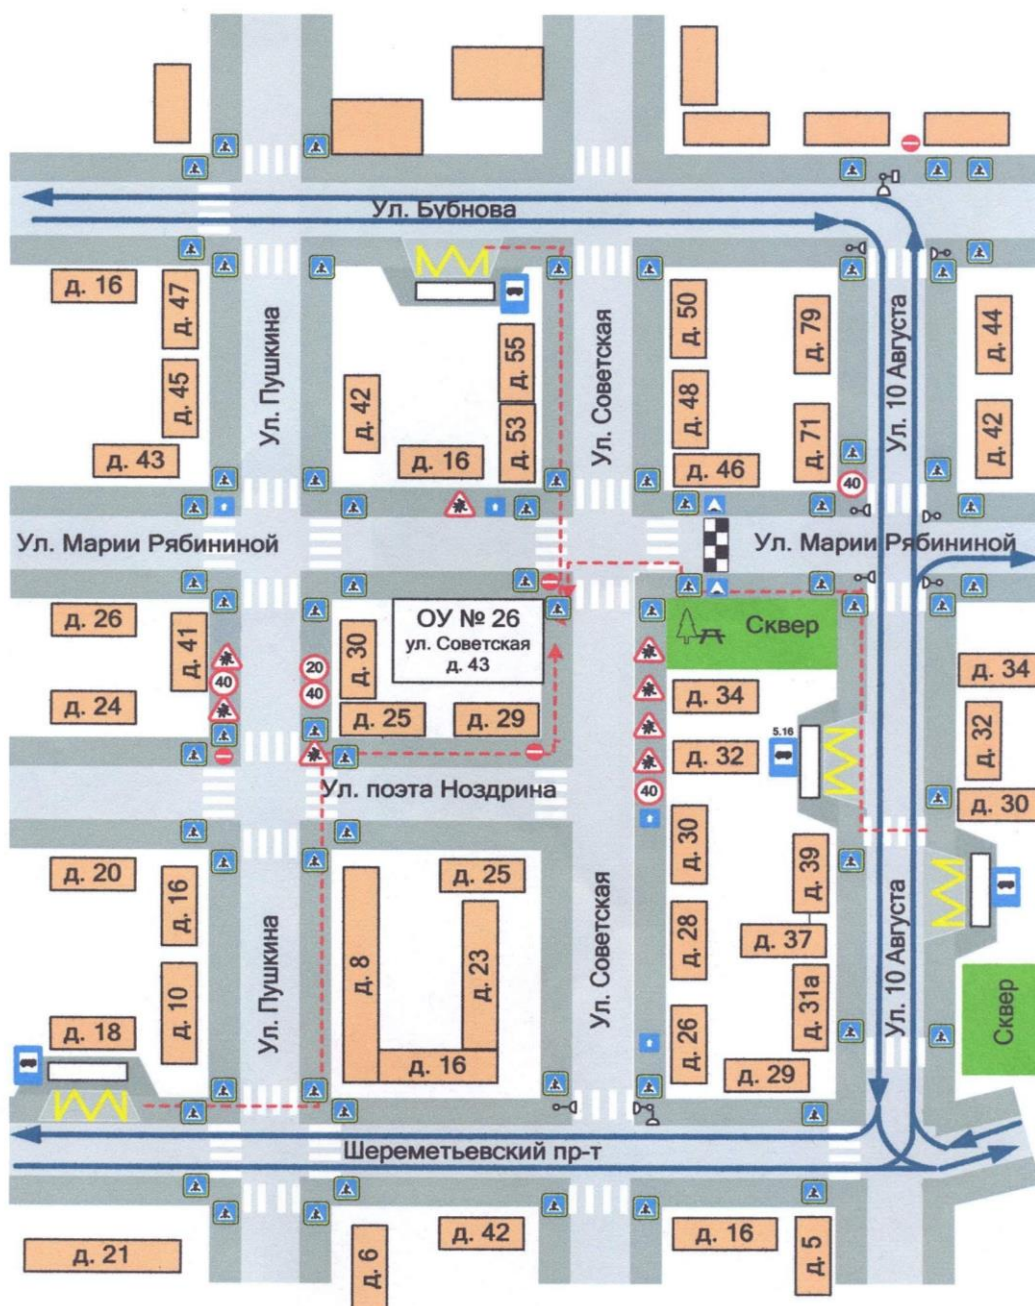 Ул. Бубнова
д. 16
д. 47
д. 45
д. 43
Ул. Пушкина
д. 42
д. 16
д. 55
д. 53
Ул. Советская
д. 50
д. 48
д. 46
д. 79
д. 71
Ул. 10 Августа
д. 44
д. 42
40
Ул. Марии Рябининой
Ул. Марии Рябининой
д. 26
д. 41
д. 24
40
20
40
д. 30
ОУ № 26
ул. Советская
д. 43
д. 25
д. 29
Сквер
д. 34
д. 32
5.16
д. 34
д. 32
д. 30
40
Ул. поэта Ноздрина
д. 20
д. 16
д. 10
д. 18
Ул. Пушкина
д. 8
д. 25
д. 23
д. 16
Ул. Советская
д. 30
д. 28
д. 26
д. 39
д. 37
д. 31а
д. 29
Ул. 10 Августа
Сквер
Шереметьевский пр-т
д. 21
д. 6
д. 42
д. 16
д. 5